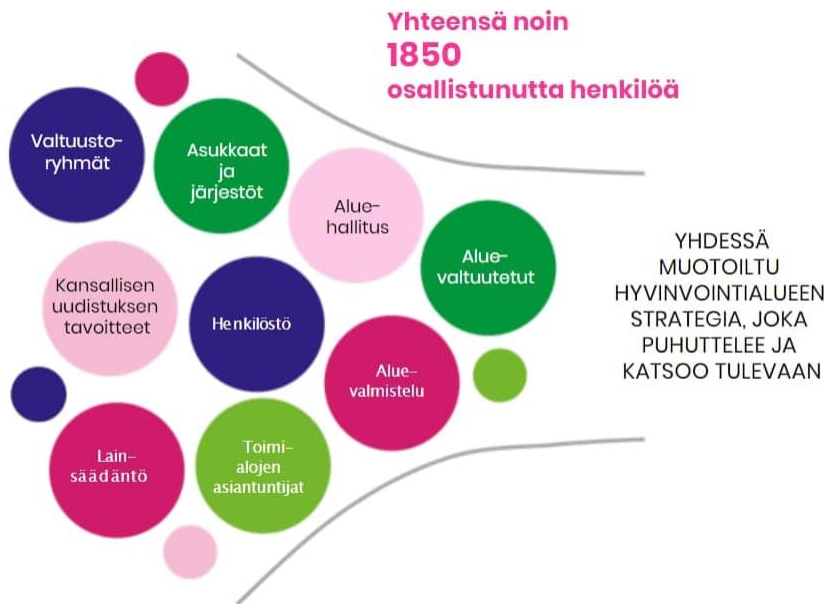 Yhteensä noin
1850
osallistunutta henkilöä
Valtuusto-
ryhmät
Asukkaat
ja
järjestöt
Alue-
hallitus
Alue-
valtuutetut
Kansallisen
uudistuksen
tavoitteet
Henkilöstö
Alue-
valmistelu
Lain-
säädäntö
Toimi-
alojen
asiantuntijat
YHDESSÄ
MUOTOILTU
HYVINVOINTIALUEEN
STRATEGIA, JOKA
PUHUTTELEE JA
KATSOO TULEVAAN